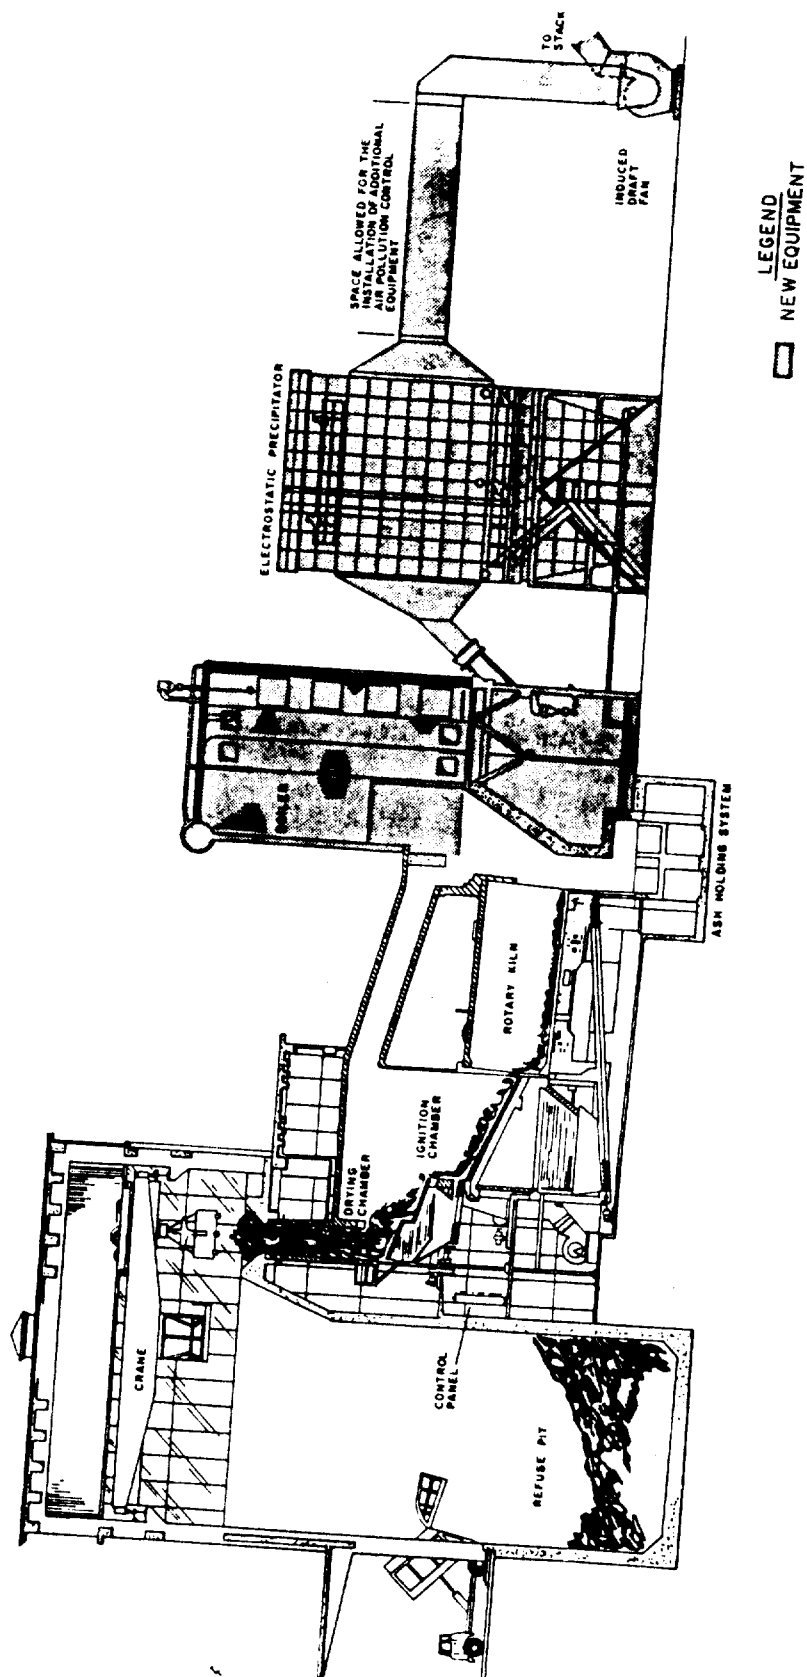 CRANE
REFUSE PIT
CONTROL
PANEL
DRYING
CHAMBER
IGNITION
CHAMBER
ROTARY KILN
ASH HOLDING SYSTEM
BOILER
ELECTROSTATIC PRECIPITATOR
SPACE ALLOWED FOR THE
INSTALLATION OF ADDITIONAL
AIR POLLUTION CONTROL
EQUIPMENT
INDUCED
DRAFT
FAN
TO
STACK
LEGEND
NEW EQUIPMENT